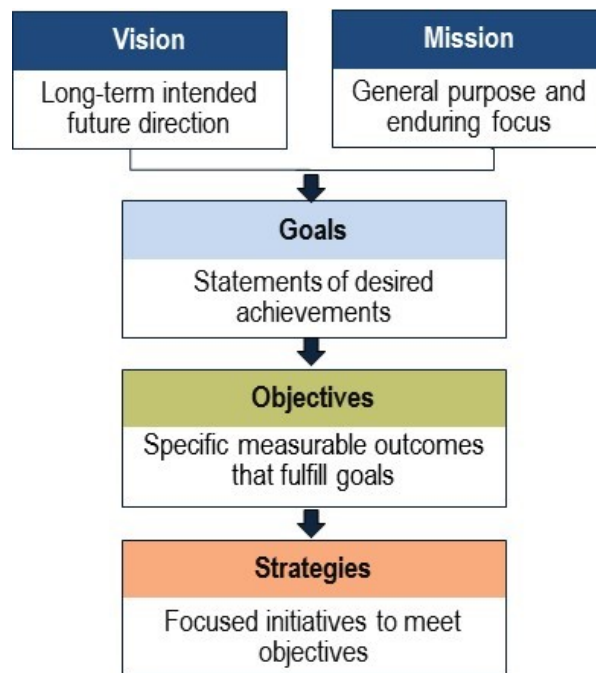 Vision
Long-term intended
future direction
Mission
General purpose and
enduring focus
Goals
Statements of desired
achievements
Objectives
Specific measurable outcomes
that fulfill goals
Strategies
Focused initiatives to meet
objectives